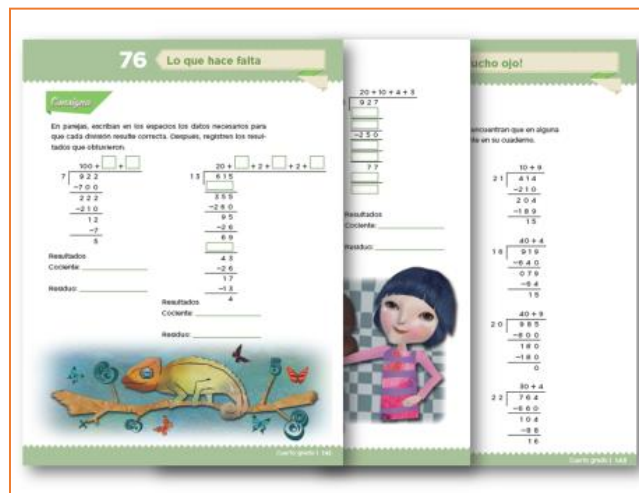 76 Lo que hace falta
Consigna
En parejas, escriban en los espacios los datos necesarios para
que cada división resulte correcta. Después, registren los resul-
tados que obtuvieron.
100 + +
7 922
-700
222
-210
12
-7
5
Resultados
Cociente:
Residuo:
20 + + 2 + + 2 +
13 615
355
-260
95
-26
69
43
-26
17
-13
4
Resultados
Cociente:
Residuo:
Cuarto grado
20 + 10 + 4 + 3
927
-230
77
Resultados
Cociente:
Residuo:
ucho ojo!
encuentran que en alguna
te en su cuaderno.
10 + 9
21 414
-210
204
-189
15
40 + 4
919
-640
079
-64
15
40 + 9
20 985
-800
180
-180
0
30 + 4
22 764
-660
104
-88
16
Cuarto grado